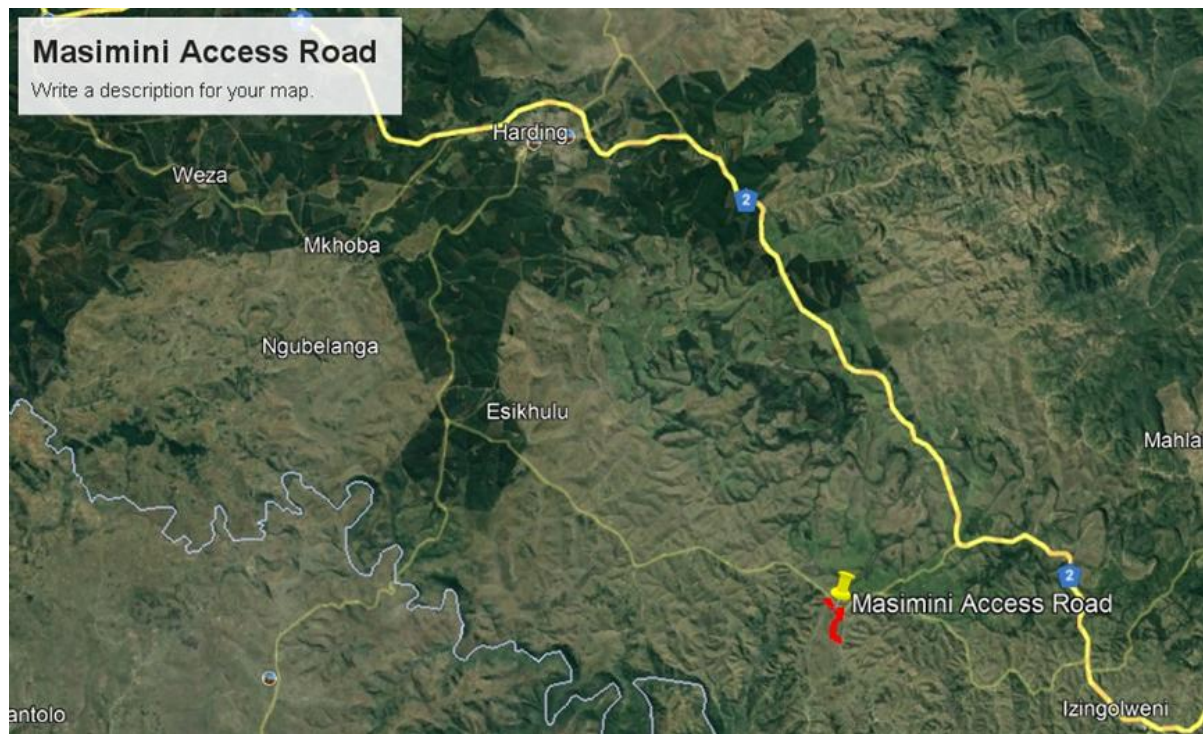 Masimini Access Road
Write a description for your map.
2
Harding
Weza
2
Mkhoba
Ngubelanga
Esikhulu
Mahla
2
Masimini Access Road
Izingolweni
antolo